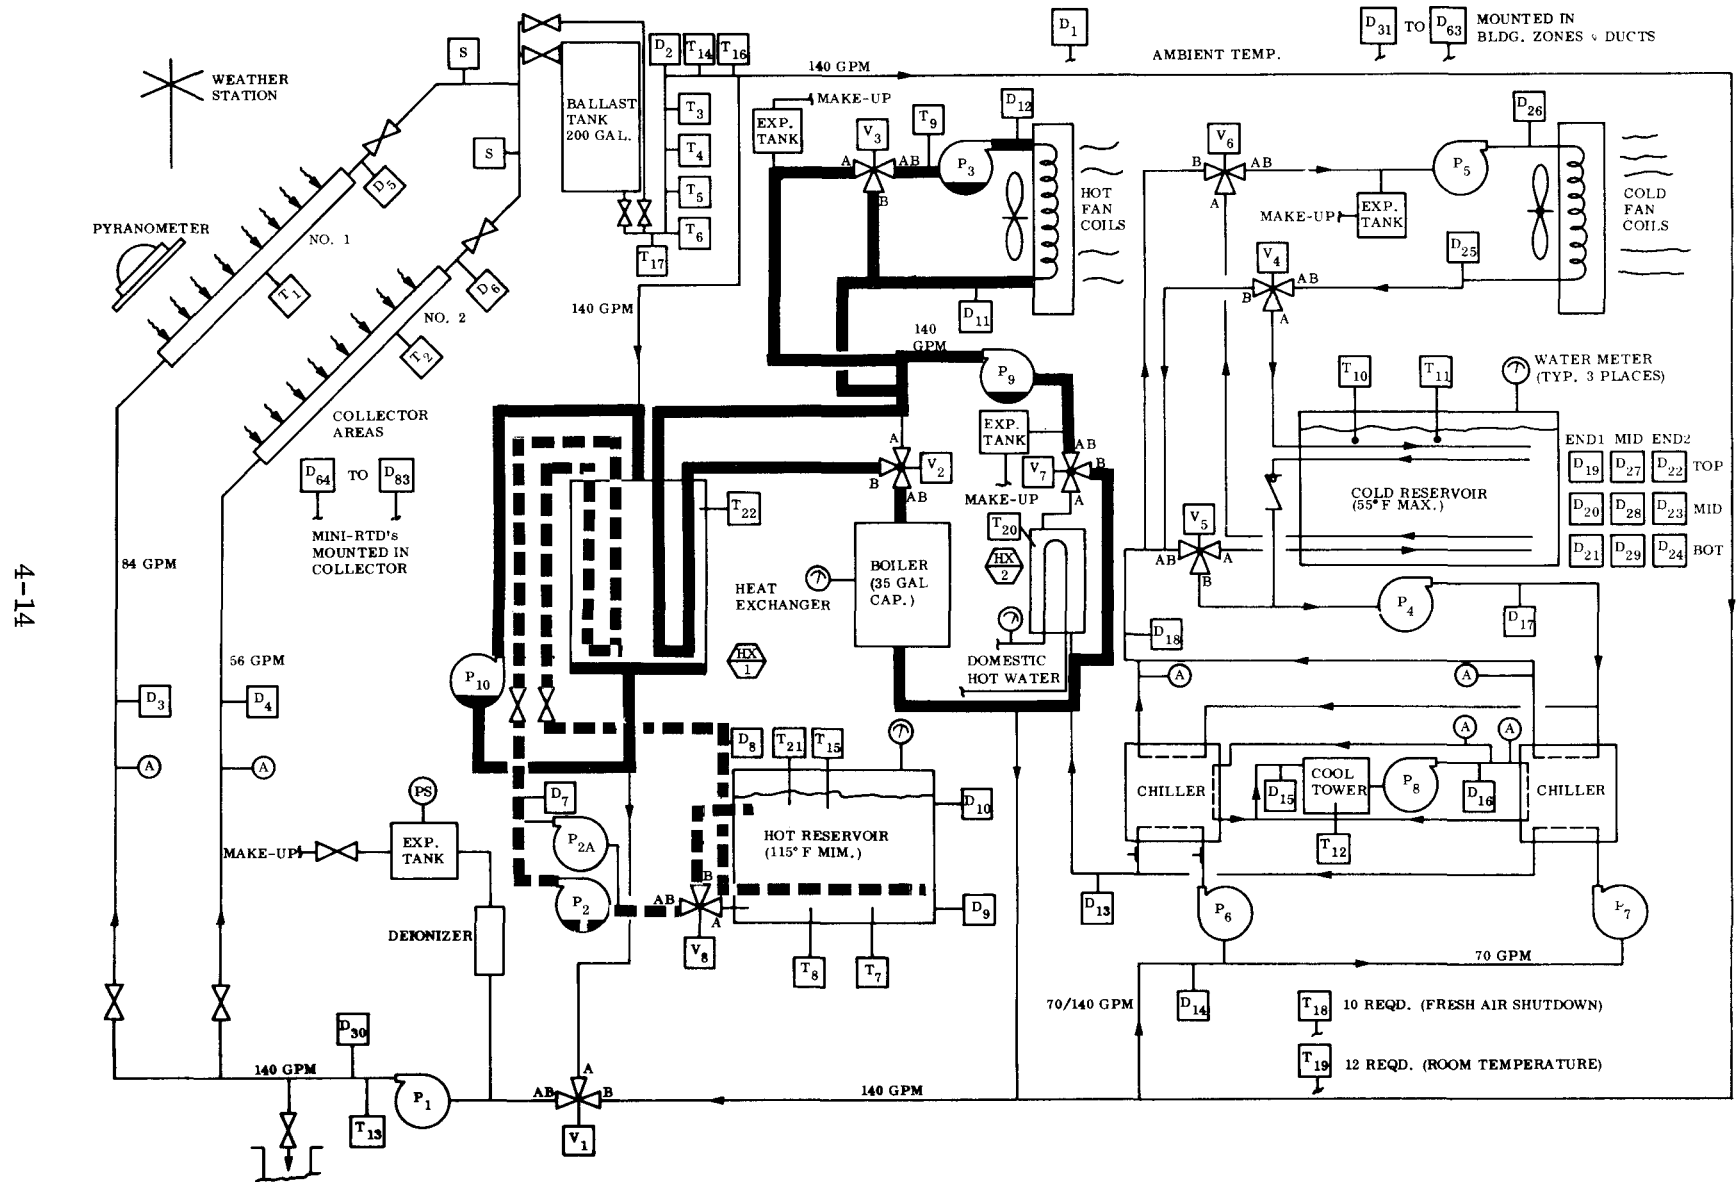 D1
D31 TO D63 MOUNTED IN
BLDG. ZONES & DUCTS
AMBIENT TEMP.
S
D2
T14
T16
140 GPM
WEATHER
STATION
BALLAST
TANK
200 GAL.
T3
T4
T5
T6
T17
MAKE-UP
EXP.
TANK
V3
A
AB
B
T9
P3
D12
HOT
FAN
COILS
D11
V6
B
AB
A
P5
D26
MAKE-UP
EXP.
TANK
COLD
FAN
COILS
D25
V4
AB
B
A
S
D5
PYRANOMETER
NO. 1
T1
D6
NO. 2
T2
140 GPM
140
GPM
P9
T10
T11
WATER METER
(TYP. 3 PLACES)
COLLECTOR
AREAS
D64 TO D83
MINI-RTD's
MOUNTED IN
COLLECTOR
EXP.
TANK
MAKE-UP
AB
V7
B
A
A
V2
B
AB
T22
T20
HX
2
END1 MID END2
D19 D27 D22 TOP
D20 D28 D23 MID
D21 D29 D24 BOT
COLD RESERVOIR
(55°F MAX.)
V5
AB
A
B
4-14
84 GPM
HEAT
EXCHANGER
BOILER
(35 GAL
CAP.)
P4
D17
D18
56 GPM
P10
HX
1
DOMESTIC
HOT WATER
D3
D4
A
A
A
A
A
A
D8
T21
T15
PS
D7
P2A
HOT RESERVOIR
(115°F MIM.)
D10
CHILLER
D15
COOL
TOWER
P8
D16
CHILLER
T12
MAKE-UP
EXP.
TANK
P2
AB
B
A
V8
D9
D13
P6
P7
DEIONIZER
T8
T7
70 GPM
70/140 GPM
D14
T18 10 REQD. (FRESH AIR SHUTDOWN)
T19 12 REQD. (ROOM TEMPERATURE)
D30
140 GPM
P1
T13
A
AB
B
V1
140 GPM